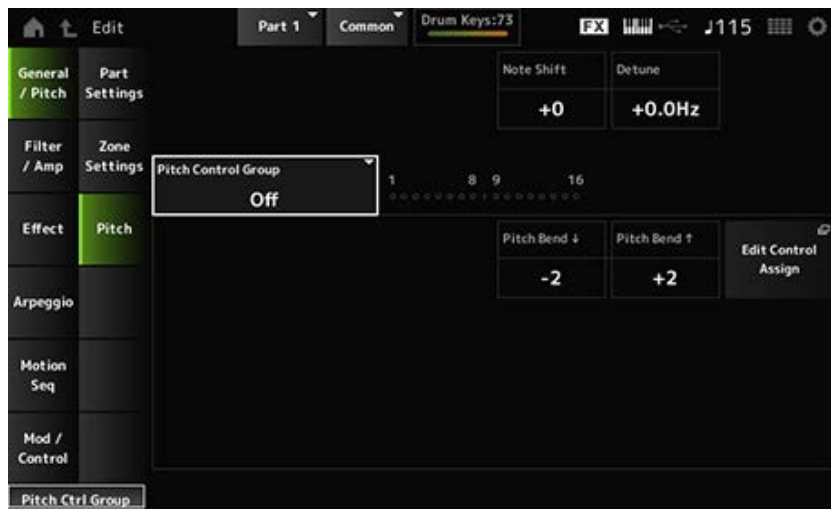 Edit
Part 1
Common
Drum Keys:73
FX
♩115
General
/ Pitch
Part
Settings
Note Shift
+0
Detune
+0.0Hz
Filter
/ Amp
Zone
Settings
Pitch Control Group
Off
1 8 9 16
Effect
Pitch
Pitch Bend ↓
-2
Pitch Bend ↑
+2
Edit Control
Assign
Arpeggio
Motion
Seq
Mod /
Control
Pitch Ctrl Group